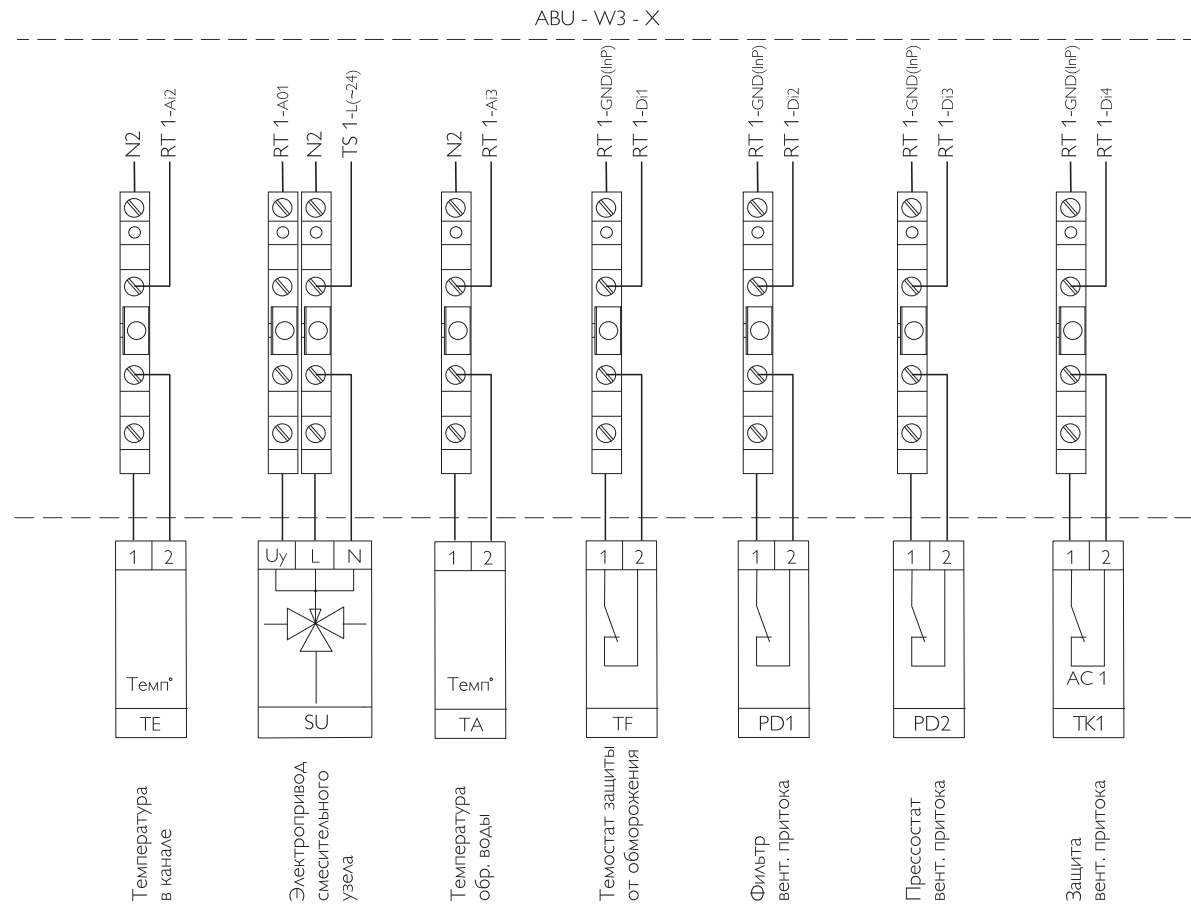 ABU - W3 - X
N2
RT 1-Ai2
RT 1-A01
N2
TS 1-L(~24)
N2
RT 1-Ai3
RT 1-GND(InP)
RT 1-Di1
RT 1-GND(InP)
RT 1-Di2
RT 1-GND(InP)
RT 1-Di3
RT 1-GND(InP)
RT 1-Di4
1 2
Uy L N
1 2
1 2
1 2
1 2
1 2
Темп°
Темп°
AC 1
TE
SU
TA
TF
PD1
PD2
TK1
Температура
в канале
Электропривод
смесительного
узела
Температура
обр. воды
Темостат защиты
от обморожения
Фильтр
вент. притока
Прессостат
вент. притока
Защита
вент. притока